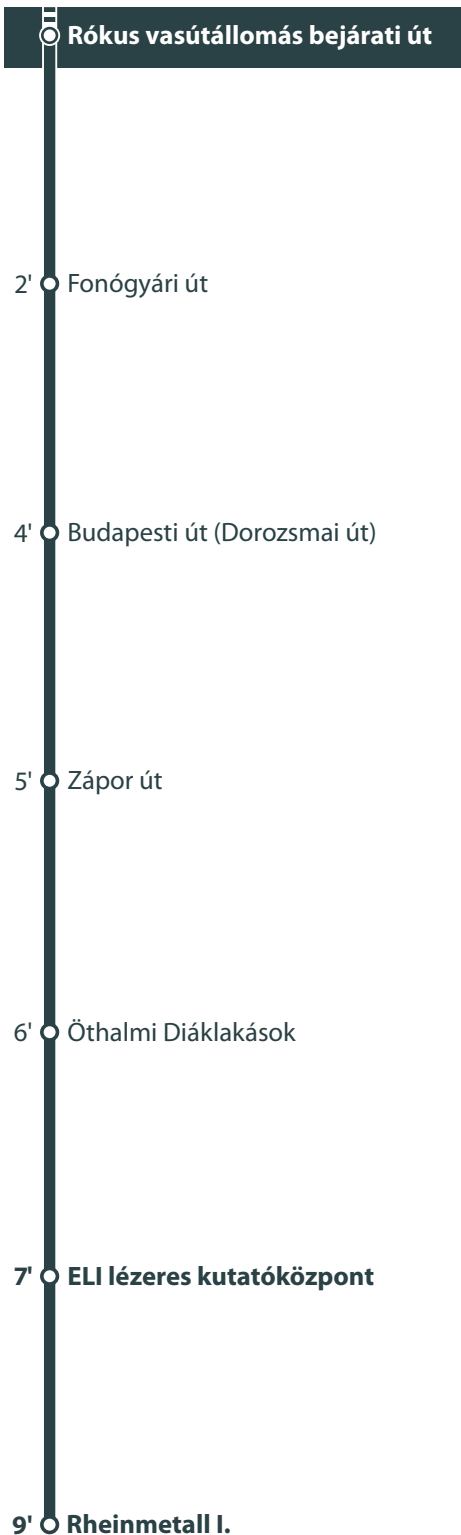 Rókus vasútállomás bejárati út
2' Fonógyári út
4' Budapesti út (Dorozsmai út)
5' Zápor út
6' Öthalmi Diáklakások
7' ELI lézeres kutatóközpont
9' Rheinmetall I.